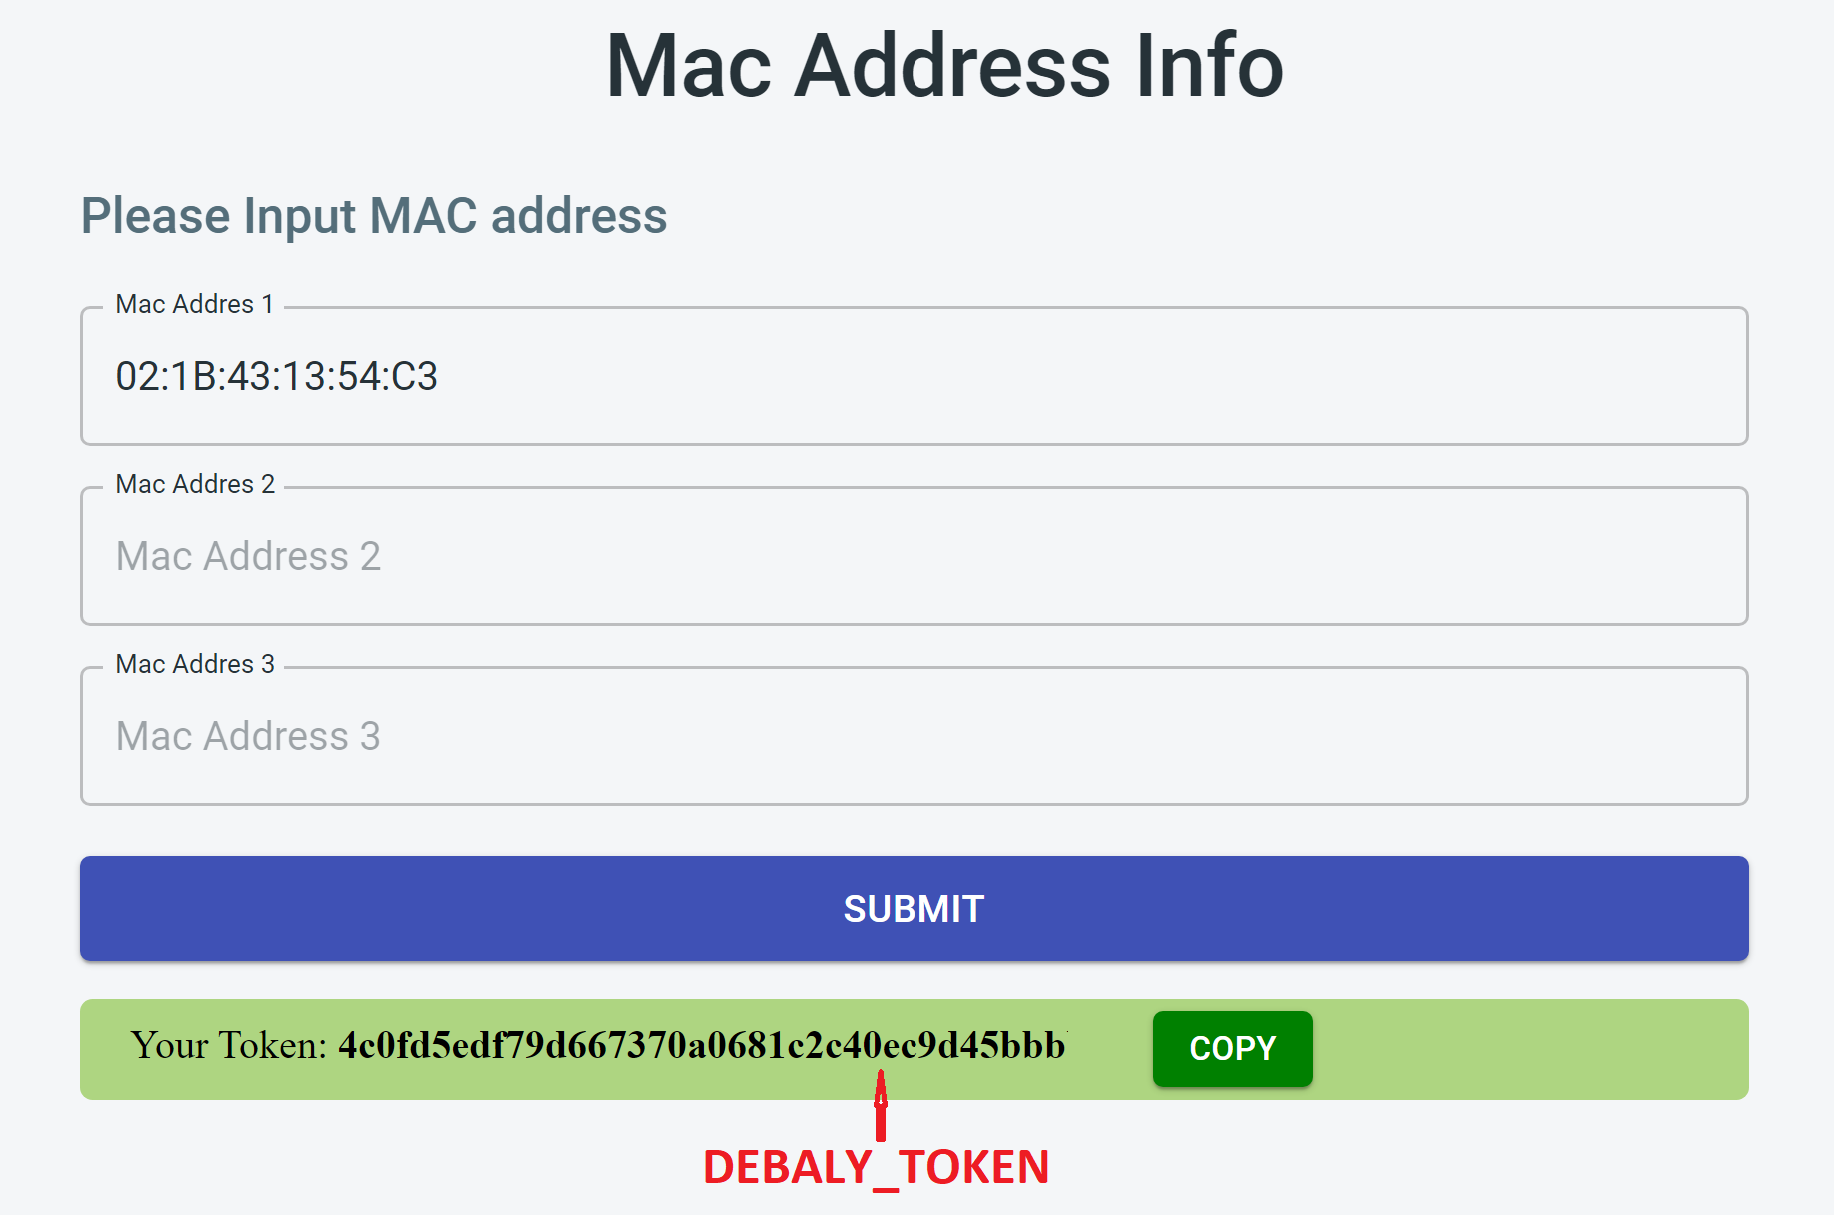 Mac Address Info
Please Input MAC address
Mac Addres 1
02:1B:43:13:54:C3
Mac Addres 2
Mac Address 2
Mac Addres 3
Mac Address 3
SUBMIT
Your Token: 4c0fd5edf79d667370a0681c2c40ec9d45bbb COPY
DEBALY_TOKEN